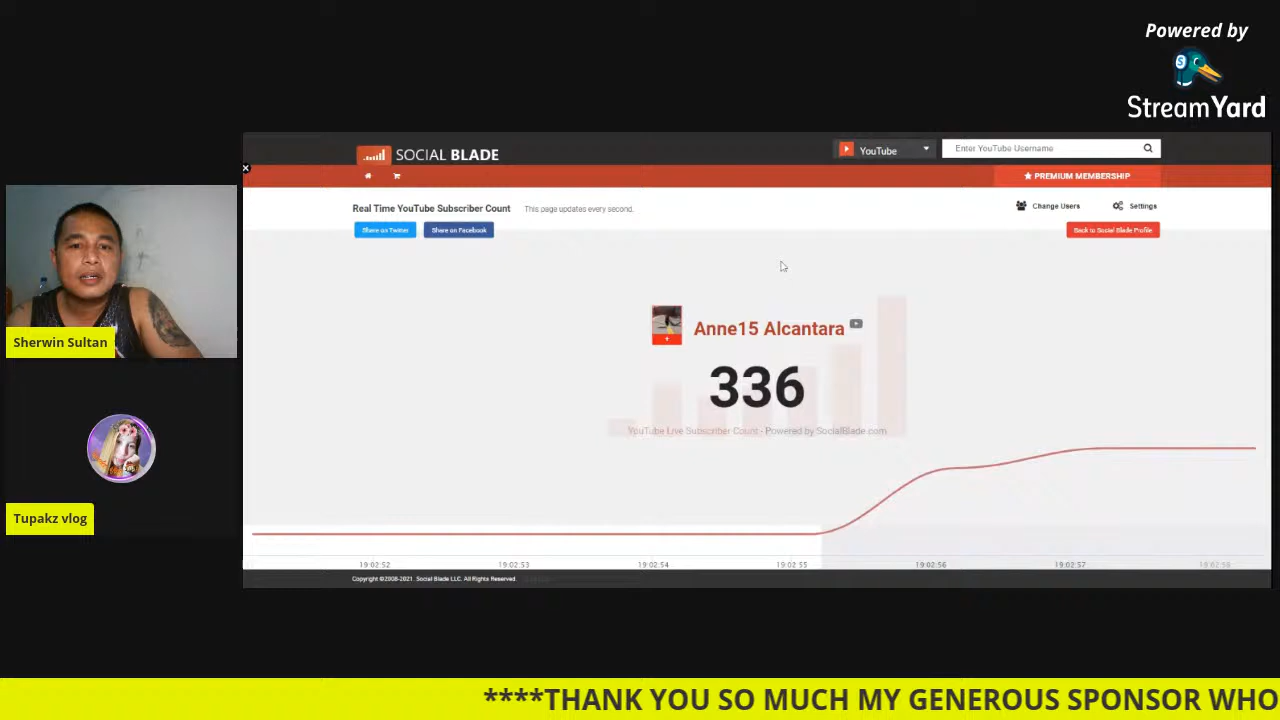 Powered by
StreamYard
SOCIAL BLADE
YouTube
Enter YouTube Username
PREMIUM MEMBERSHIP
Real Time YouTube Subscriber Count
This page updates every second.
Change Users
Settings
Share on Twitter
Share on Facebook
Back to Social Blade Profile
Anne15 Alcantara
336
YouTube Live Subscriber Count - Powered by SocialBlade.com
Sherwin Sultan
Tupakz vlog
19:02:52
19:02:53
19:02:54
19:02:55
19:02:56
19:02:57
19:02:58
Copyright ©2008-2021 Social Blade LLC. All Rights Reserved.
****THANK YOU SO MUCH MY GENEROUS SPONSOR WHO